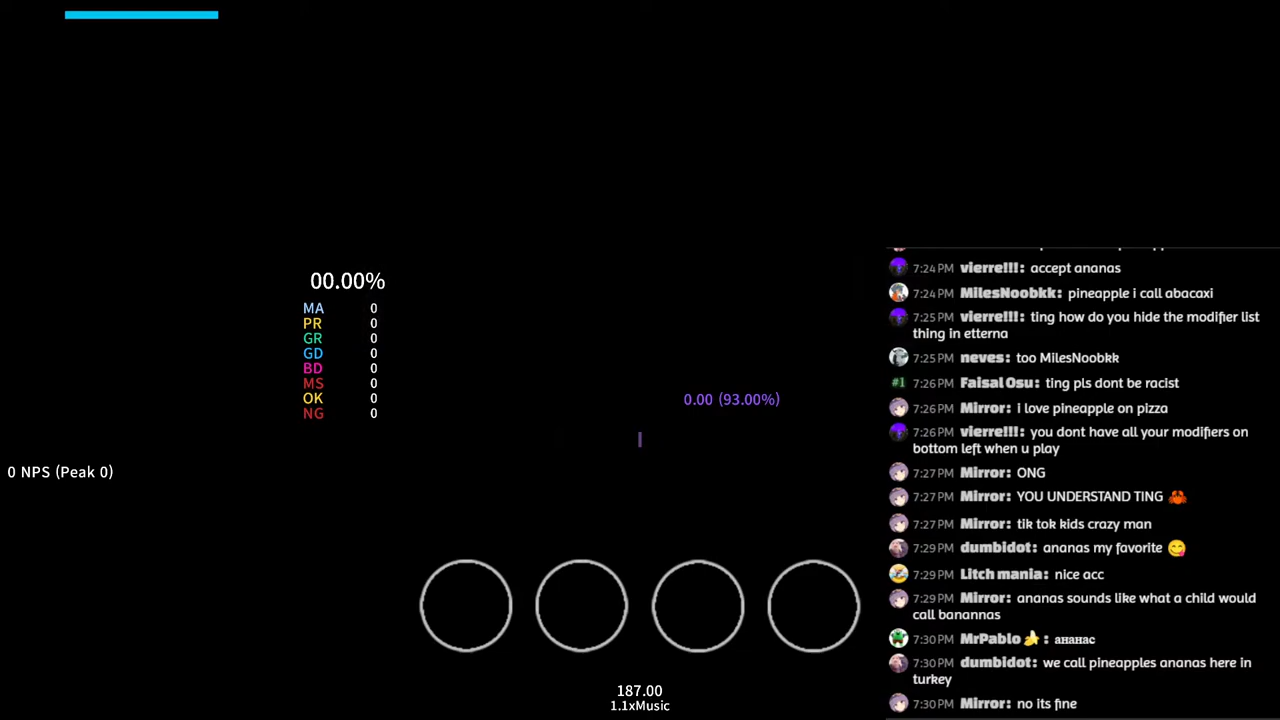 00.00%
MA 0
PR 0
GR 0
GD 0
BD 0
MS 0
OK 0
NG 0
0.00 (93.00%)
0 NPS (Peak 0)
187.00
1.1xMusic
7:24 PM vierre!!!: accept ananas
7:24 PM MilesNoobkk: pineapple i call abacaxi
7:25 PM vierre!!!: ting how do you hide the modifier list
thing in etterna
7:25 PM neves: too MilesNoobkk
#1 7:26 PM Faisal Osu: ting pls dont be racist
7:26 PM Mirror: i love pineapple on pizza
7:26 PM vierre!!!: you dont have all your modifiers on
bottom left when u play
7:27 PM Mirror: ONG
7:27 PM Mirror: YOU UNDERSTAND TING 🦀
7:27 PM Mirror: tik tok kids crazy man
7:29 PM dumbidot: ananas my favorite 😋
7:29 PM Litch mania: nice acc
7:29 PM Mirror: ananas sounds like what a child would
call banannas
7:30 PM MrPablo 🍌: ананас
7:30 PM dumbidot: we call pineapples ananas here in
turkey
7:30 PM Mirror: no its fine